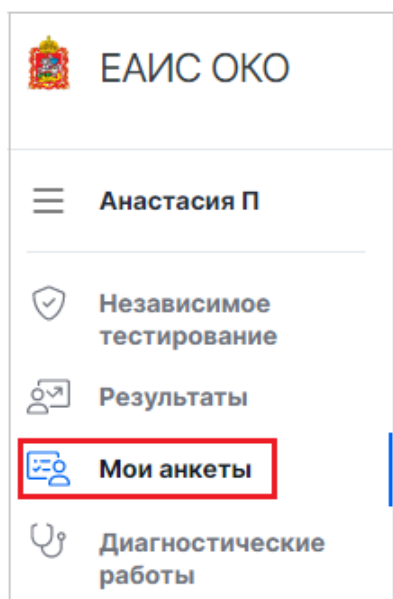 ЕАИС ОКО
Анастасия П
Независимое
тестирование
Результаты
Мои анкеты
Диагностические
работы